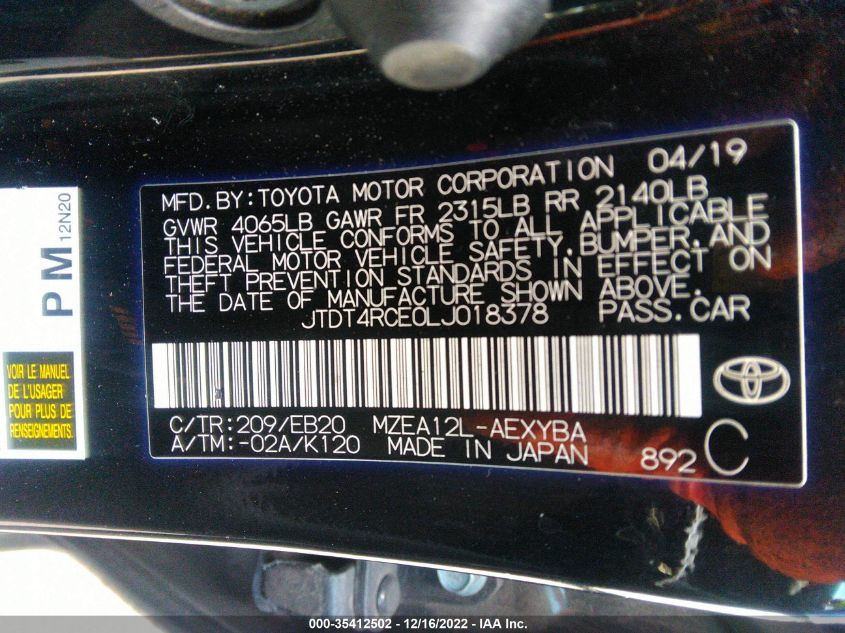 MFD.BY:TOYOTA MOTOR CORPORATION 04/19
GVWR 4065LB GAWR FR 2315LB RR 2140LB
THIS VEHICLE CONFORMS TO ALL APPLICABLE
FEDERAL MOTOR VEHICLE SAFETY,BUMPER,AND
THEFT PREVENTION STANDARDS IN EFFECT ON
THE DATE OF MANUFACTURE SHOWN ABOVE.
JTDT4RCE0LJ018378 PASS.CAR
C/TR:209/EB20 MZEA12L-AEXYBA
A/TM:-02A/K120 MADE IN JAPAN 892 C
PM 12N20
VOIR LE MANUEL
DE L'USAGER
POUR PLUS DE
RENSEIGNEMENTS.
000-35412502 - 12/16/2022 - IAA Inc.